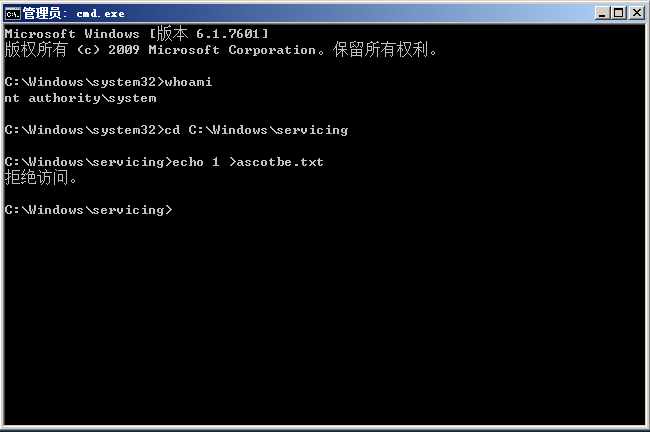 管理员: cmd.exe
Microsoft Windows [版本 6.1.7601]
版权所有 (c) 2009 Microsoft Corporation。保留所有权利。
C:\Windows\system32>whoami
nt authority\system
C:\Windows\system32>cd C:\Windows\servicing
C:\Windows\servicing>echo 1 >ascotbe.txt
拒绝访问。
C:\Windows\servicing>